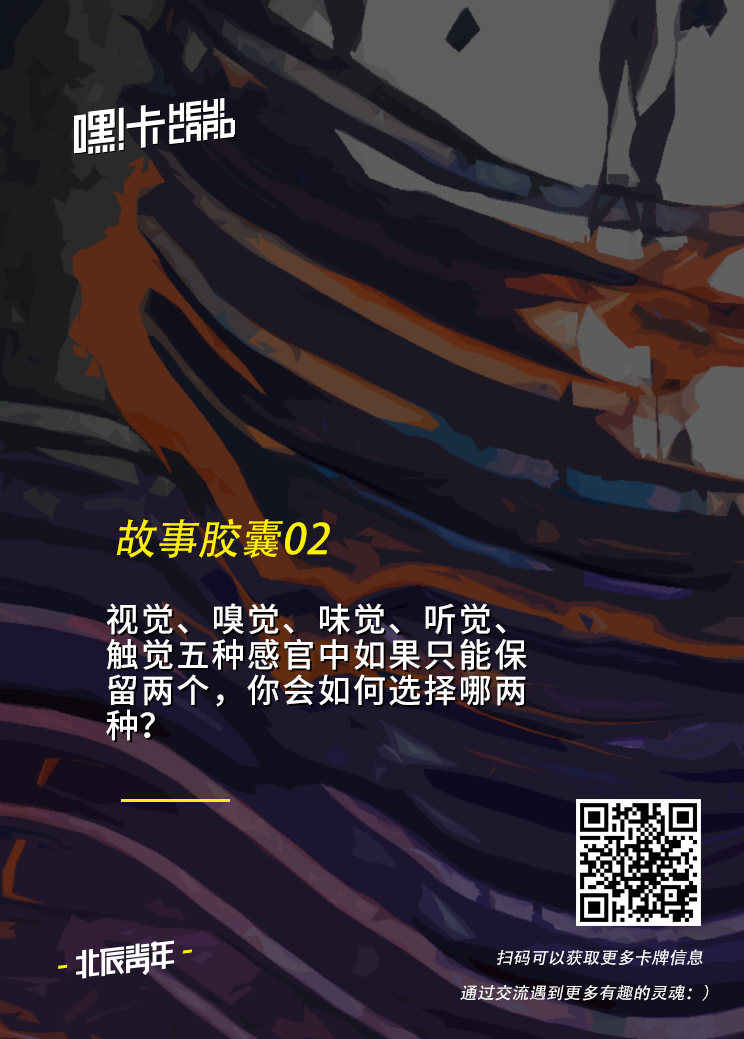 嘿!卡 HEY! CARD
故事胶囊02
视觉、嗅觉、味觉、听觉、
触觉五种感官中如果只能保
留两个，你会如何选择哪两
种？
北辰青年
扫码可以获取更多卡牌信息
通过交流遇到更多有趣的灵魂：）